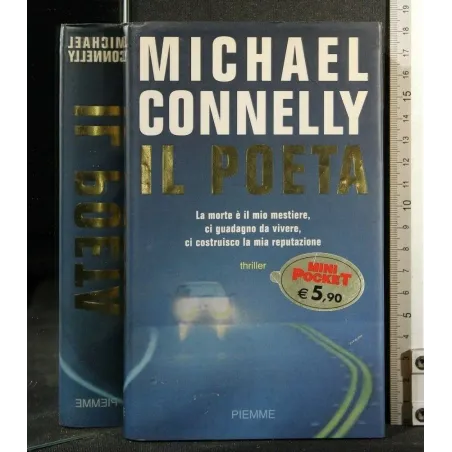 MICHAEL
CONNELLY
IL POETA
La morte è il mio mestiere,
ci guadagno da vivere,
ci costruisco la mia reputazione
thriller
MINI
POCKET
€ 5,90
PIEMME
MICHAEL
CONNELLY
IL POETA
PIEMME